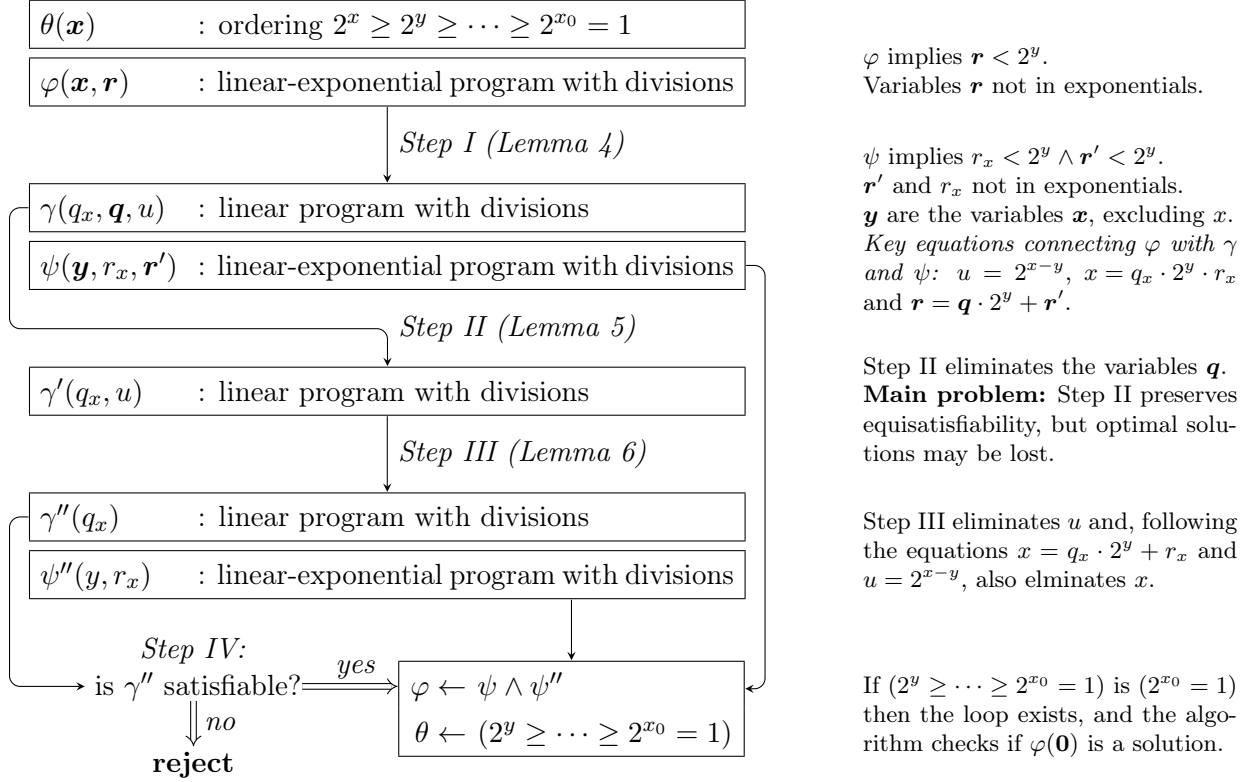 θ(x) : ordering 2^x ≥ 2^y ≥ ⋯ ≥ 2^{x_0} = 1
φ(x, r) : linear-exponential program with divisions
φ implies r < 2^y.
Variables r not in exponentials.
Step I (Lemma 4)
γ(q_x, q, u) : linear program with divisions
ψ(y, r_x, r′) : linear-exponential program with divisions
ψ implies r_x < 2^y ∧ r′ < 2^y.
r′ and r_x not in exponentials.
y are the variables x, excluding x.
Key equations connecting φ with γ
and ψ: u = 2^{x−y}, x = q_x · 2^y · r_x
and r = q · 2^y + r′.
Step II (Lemma 5)
γ′(q_x, u) : linear program with divisions
Step II eliminates the variables q.
Main problem: Step II preserves
equisatisfiability, but optimal solu-
tions may be lost.
Step III (Lemma 6)
γ″(q_x) : linear program with divisions
ψ″(y, r_x) : linear-exponential program with divisions
Step III eliminates u and, following
the equations x = q_x · 2^y + r_x and
u = 2^{x−y}, also elminates x.
Step IV:
is γ″ satisfiable?
yes
no
reject
φ ← ψ ∧ ψ″
θ ← (2^y ≥ ⋯ ≥ 2^{x_0} = 1)
If (2^y ≥ ⋯ ≥ 2^{x_0} = 1) is (2^{x_0} = 1)
then the loop exists, and the algo-
rithm checks if φ(0) is a solution.